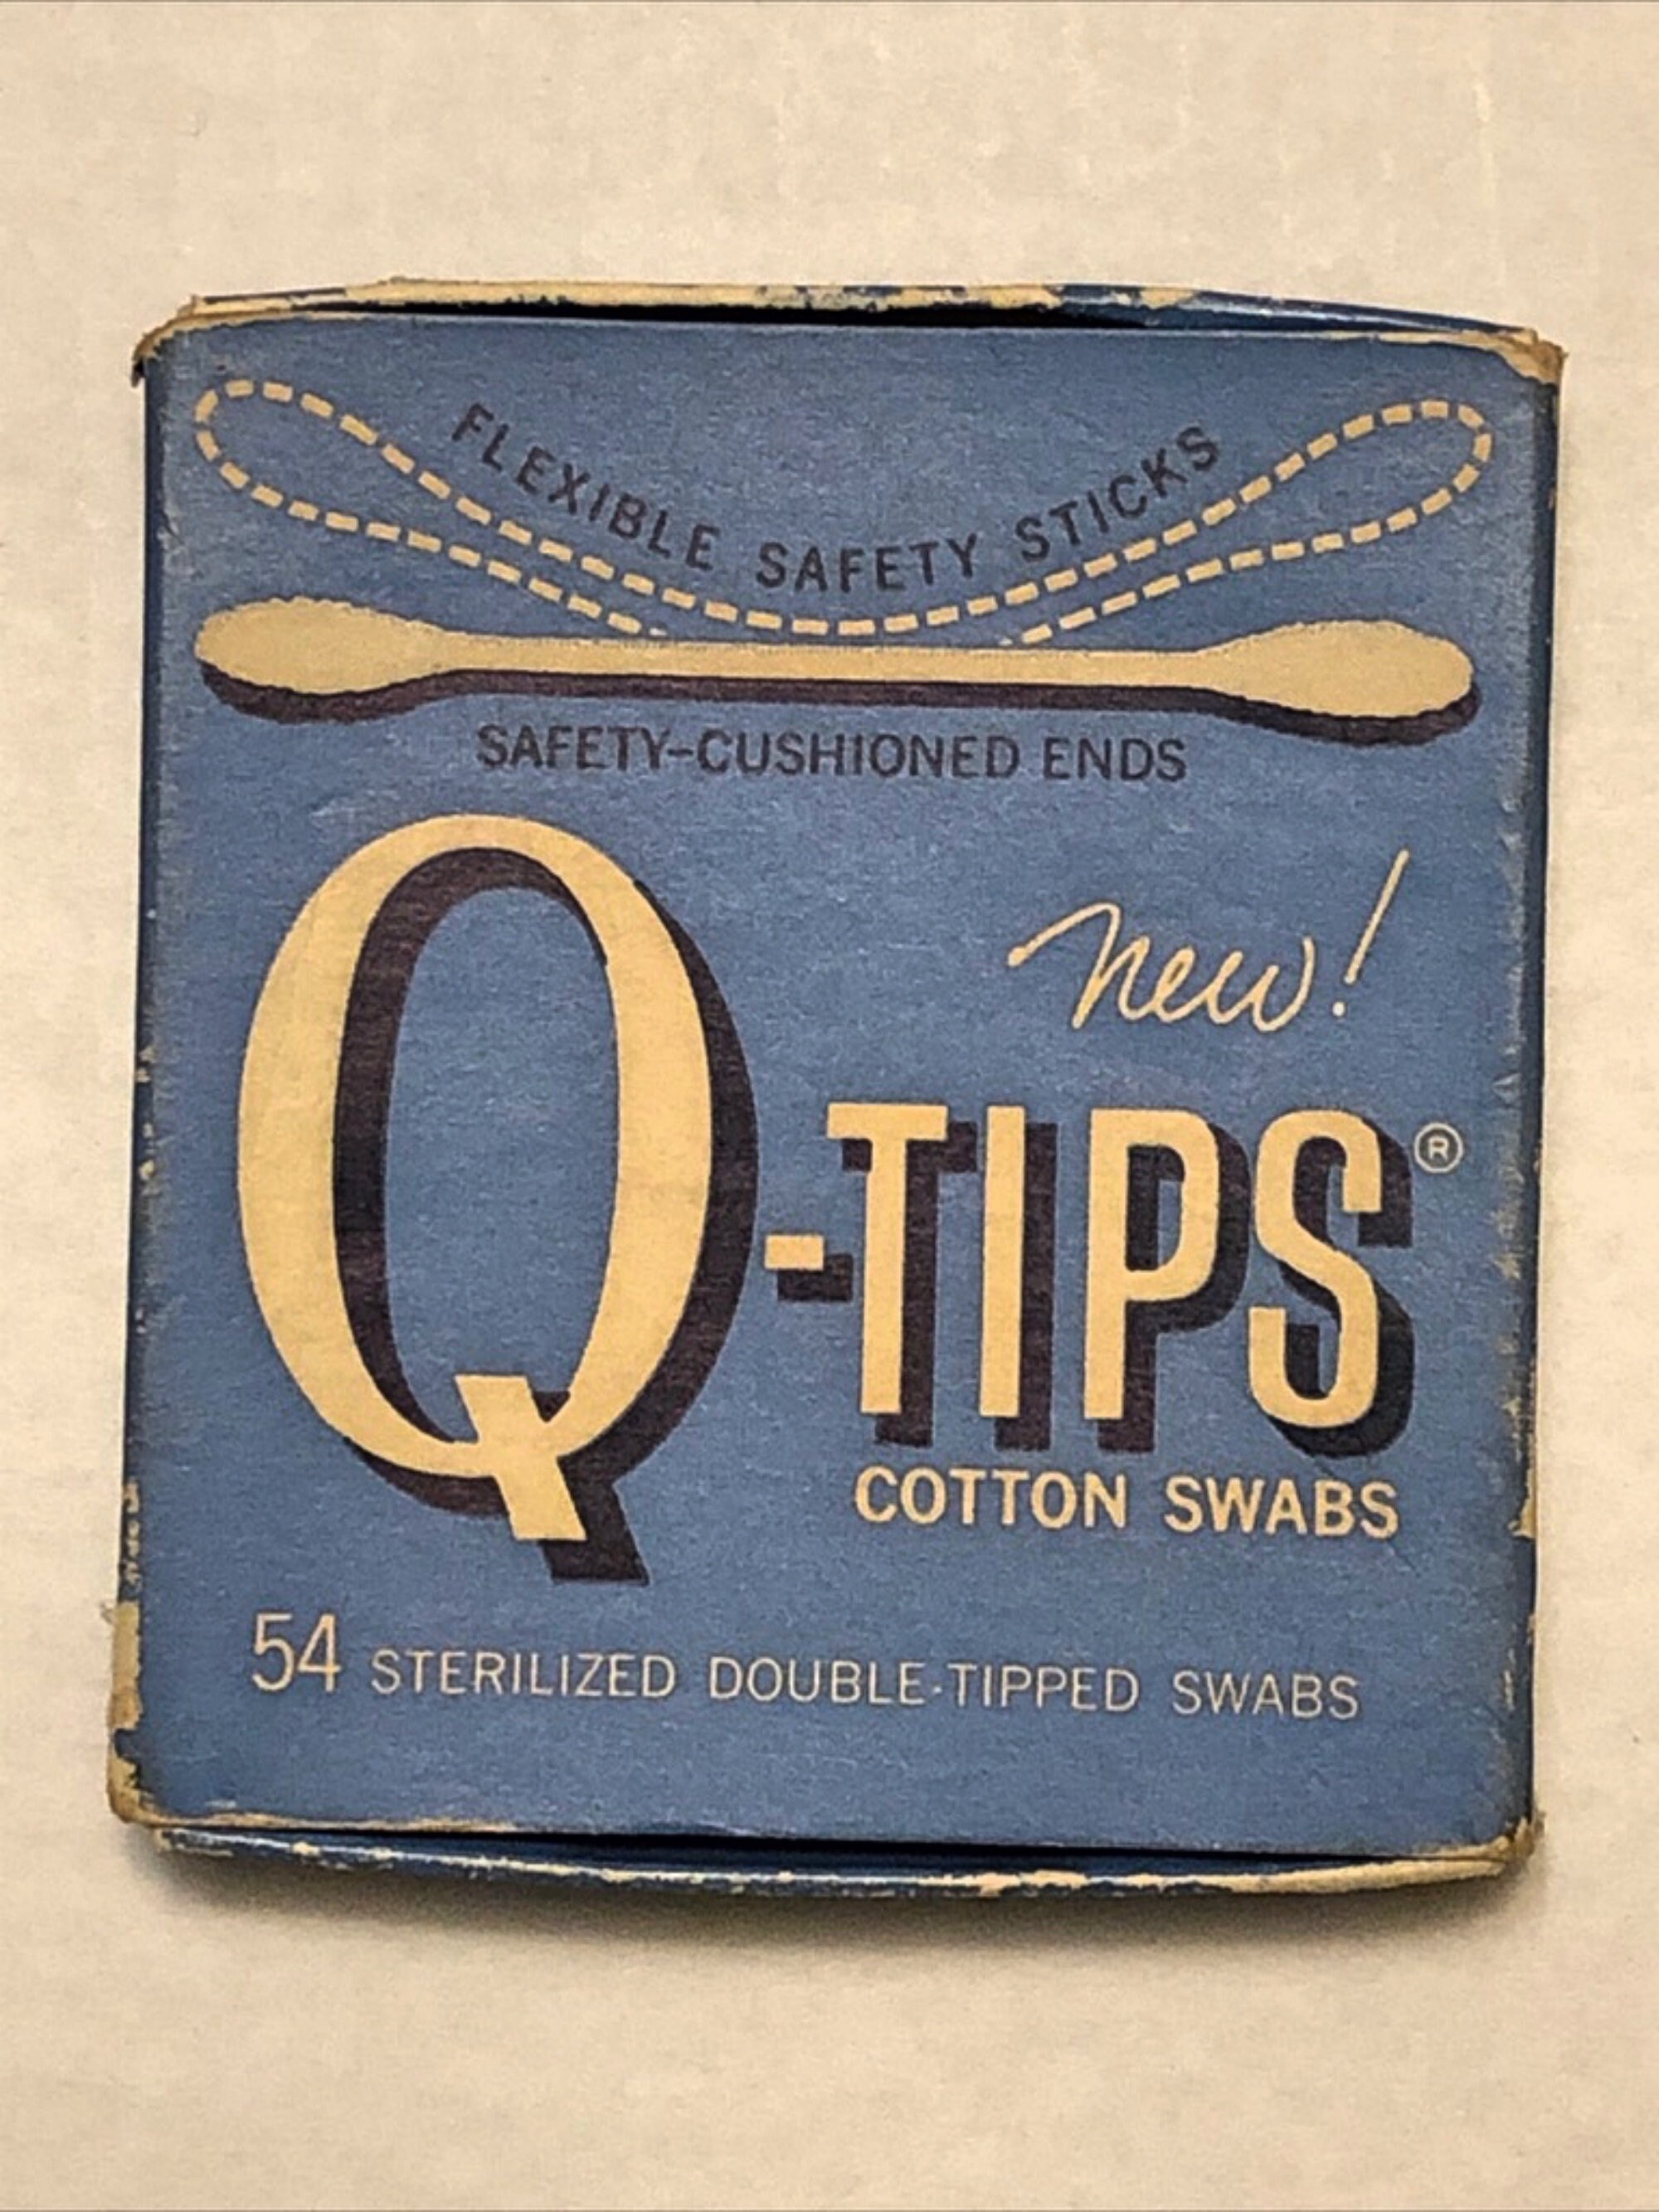 FLEXIBLE SAFETY STICKS
SAFETY-CUSHIONED ENDS
new!
Q-TIPS®
COTTON SWABS
54 STERILIZED DOUBLE-TIPPED SWABS